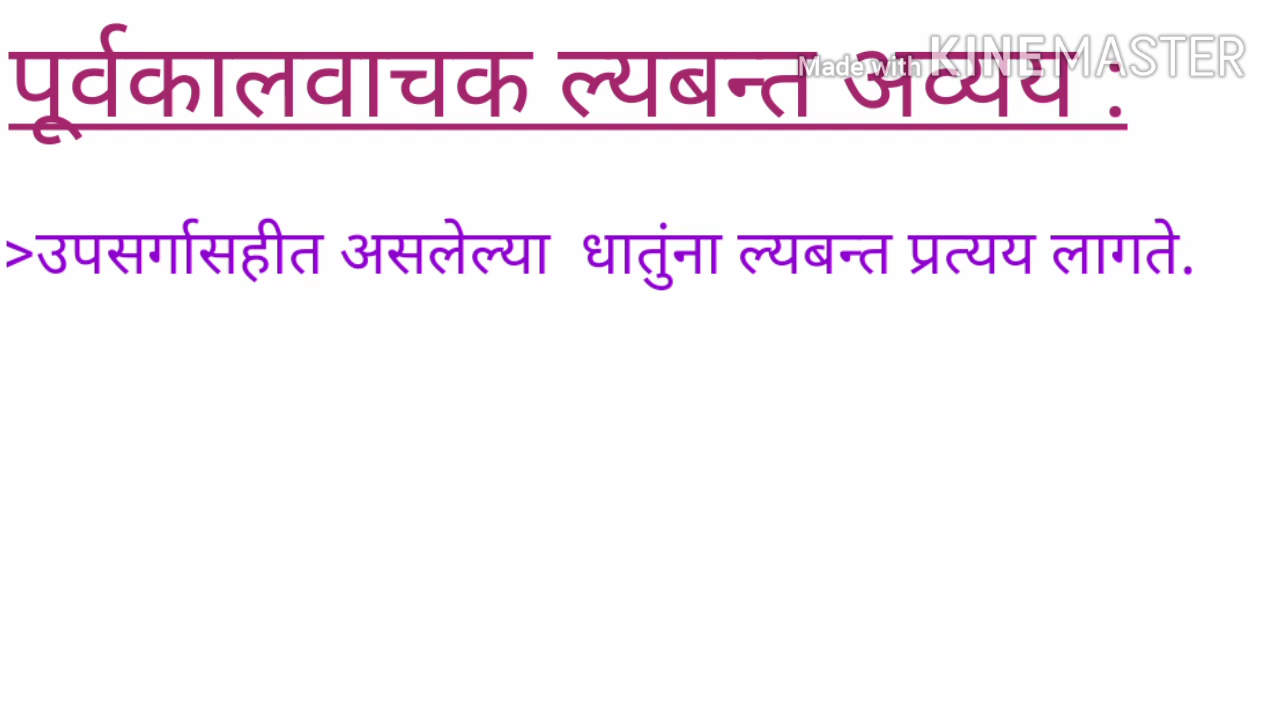 पूर्वकालवाचक ल्यबन्त अव्यय :
Made with KINEMASTER
>उपसर्गासहीत असलेल्या धातुंना ल्यबन्त प्रत्यय लागते.